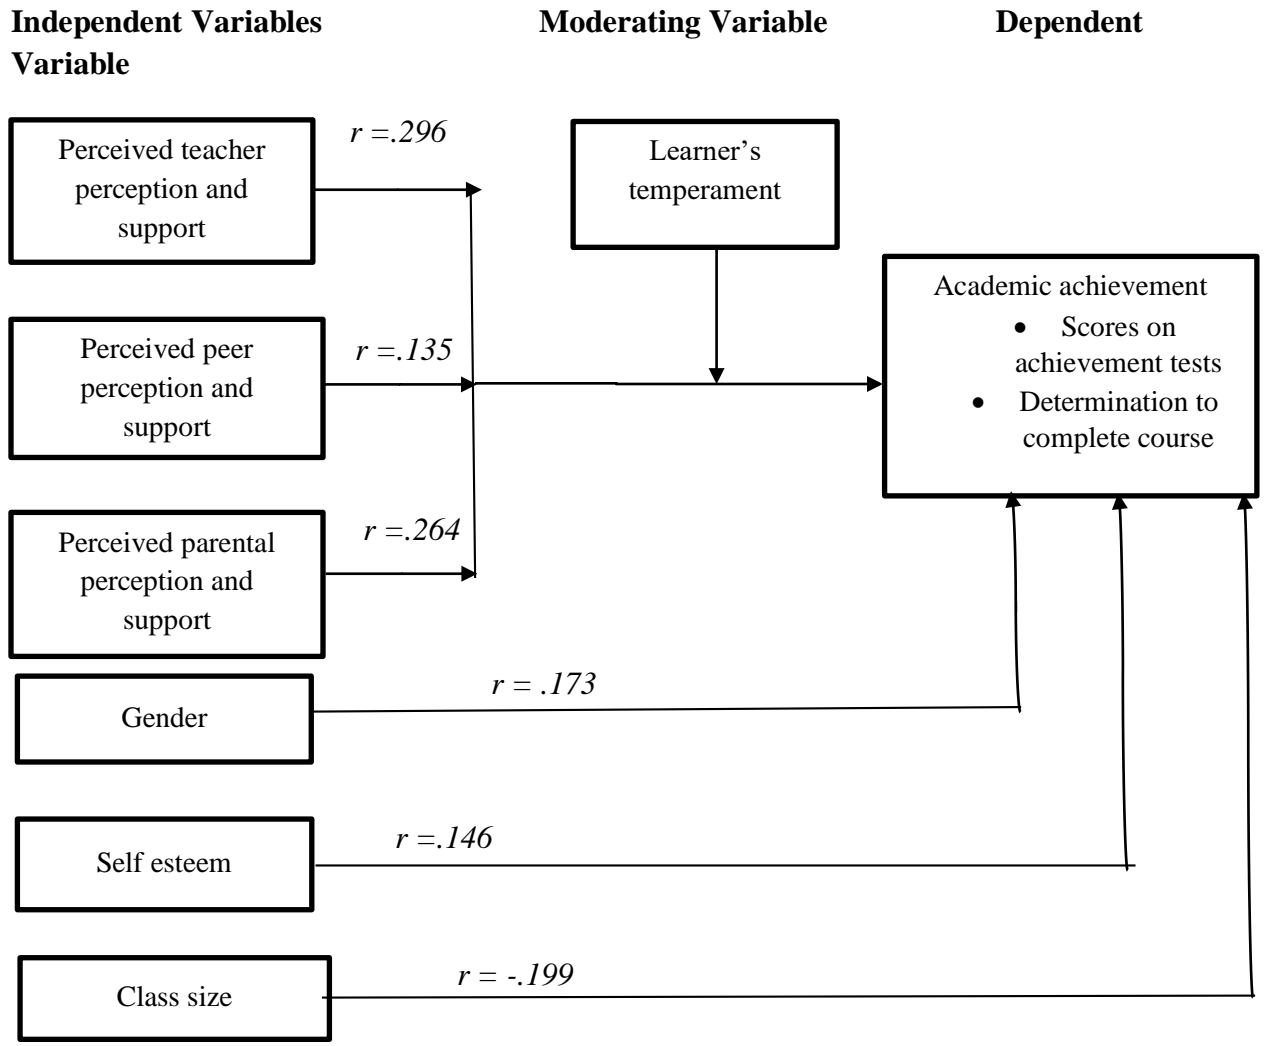 Independent Variables Moderating Variable Dependent
Variable
Perceived teacher
perception and
support
r =.296
Learner’s
temperament
Academic achievement
• Scores on
achievement tests
• Determination to
complete course
Perceived peer
perception and
support
r =.135
Perceived parental
perception and
support
r =.264
Gender
r = .173
Self esteem
r =.146
Class size
r = -.199